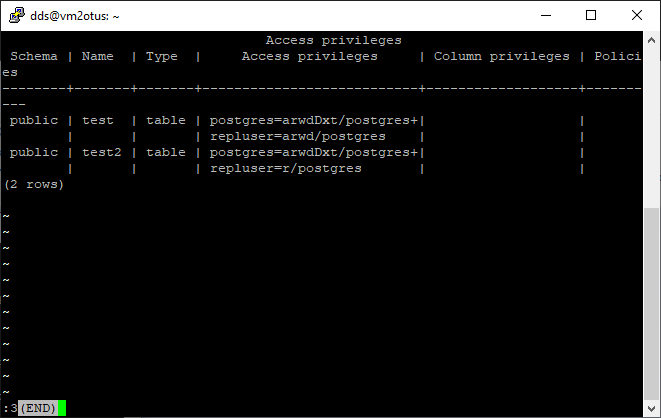 dds@vm2otus: ~
                                 Access privileges
 Schema | Name  | Type  |     Access privileges     | Column privileges | Polici
es
--------+-------+-------+---------------------------+-------------------+-------
---
 public | test  | table | postgres=arwdDxt/postgres+|                   |
        |       |       | repluser=arwd/postgres    |                   |
 public | test2 | table | postgres=arwdDxt/postgres+|                   |
        |       |       | repluser=r/postgres       |                   |
(2 rows)

~
~
~
~
~
~
~
~
~
~
~
~
:3(END)